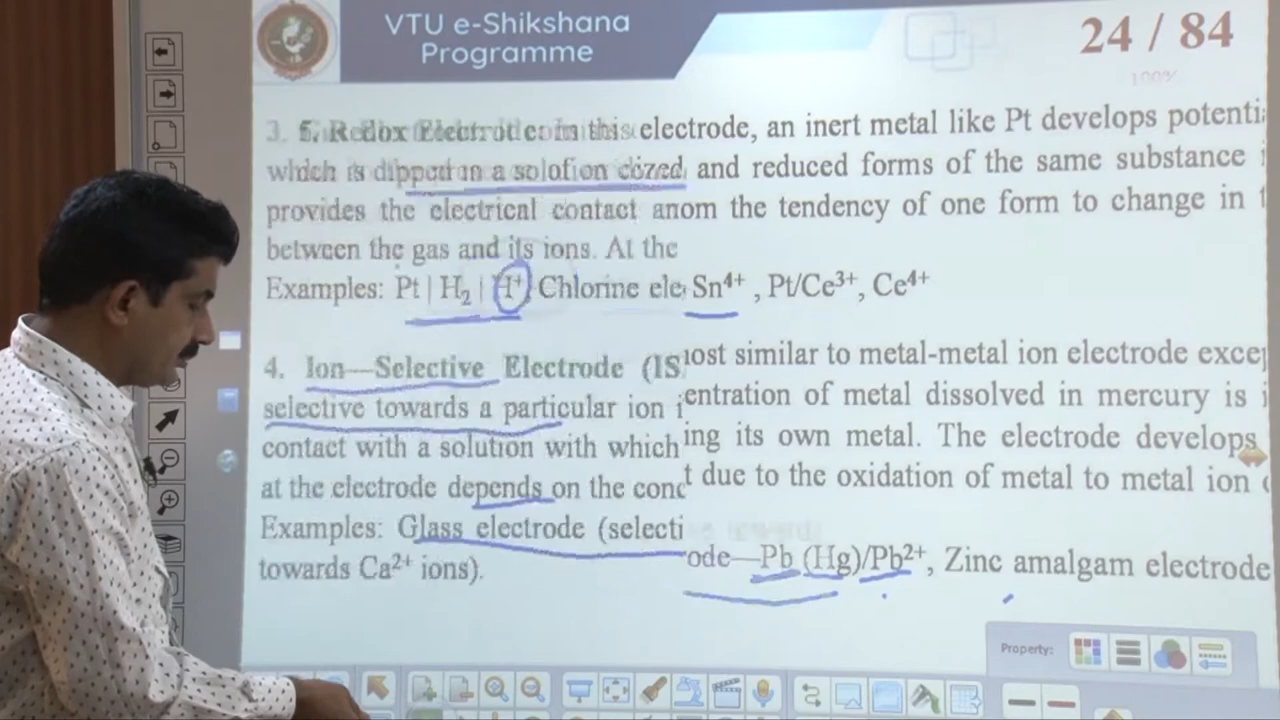 VTU e-Shikshana
Programme
24 / 84
100%
3. 5. Redox Electrode: In this electrode, an inert metal like Pt develops
which is dipped in a and reduced forms of the same substance
provides the electrical contact the tendency of one form to change in
between the gas and its ions. At the
Examples: Pt | H₂ | H⁺, Chlorine ele Sn⁴⁺ , Pt/Ce³⁺, Ce⁴⁺
4. Ion—Selective Electrode (IS ost similar to metal-metal ion electrode
selective towards a particular ion i entration of metal dissolved in mercury is
contact with a solution with which ing its own metal. The electrode develops
at the electrode depends on the conc t due to the oxidation of metal to metal ion
Examples: Glass electrode (selecti
ode—Pb (Hg)/Pb²⁺, Zinc amalgam electrode
towards Ca²⁺ ions).
Property: